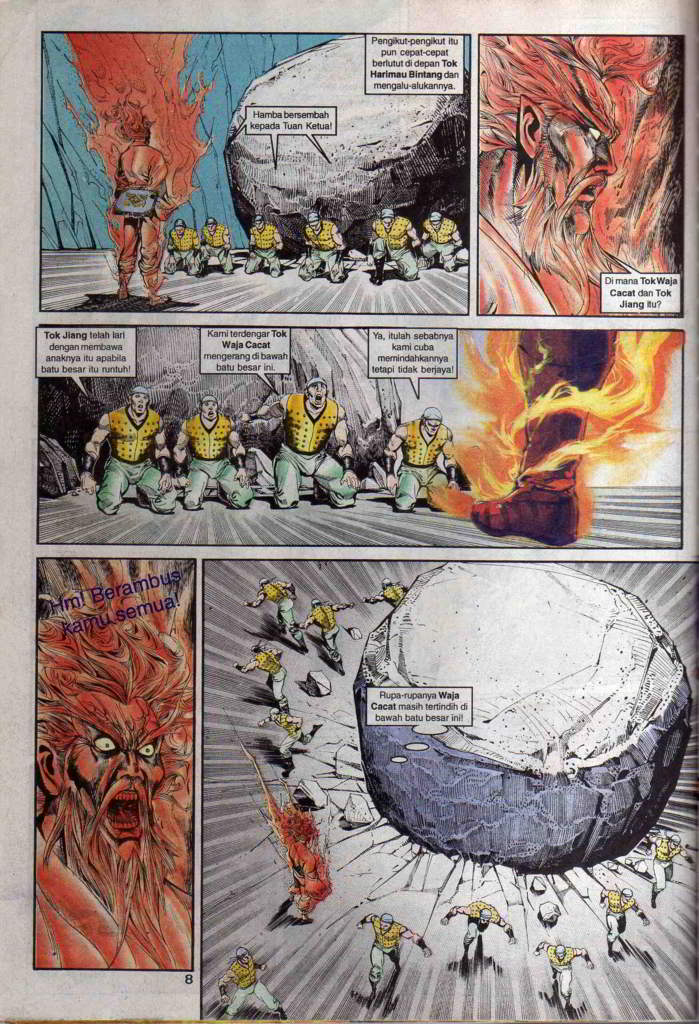 Pengikut-pengikut itu
pun cepat-cepat
berlutut di depan Tok
Harimau Bintang dan
mengalu-alukannya.
Hamba bersembah
kepada Tuan Ketua!
Di mana Tok Waja
Cacat dan Tok
Jiang itu?
Tok Jiang telah lari
dengan membawa
anaknya itu apabila
batu besar itu runtuh!
Kami terdengar Tok
Waja Cacat
mengerang di bawah
batu besar ini.
Ya, itulah sebabnya
kami cuba
memindahkannya
tetapi tidak berjaya!
Hm! Berambus
kamu semua!
Rupa-rupanya Waja
Cacat masih tertindih di
bawah batu besar ini!
8